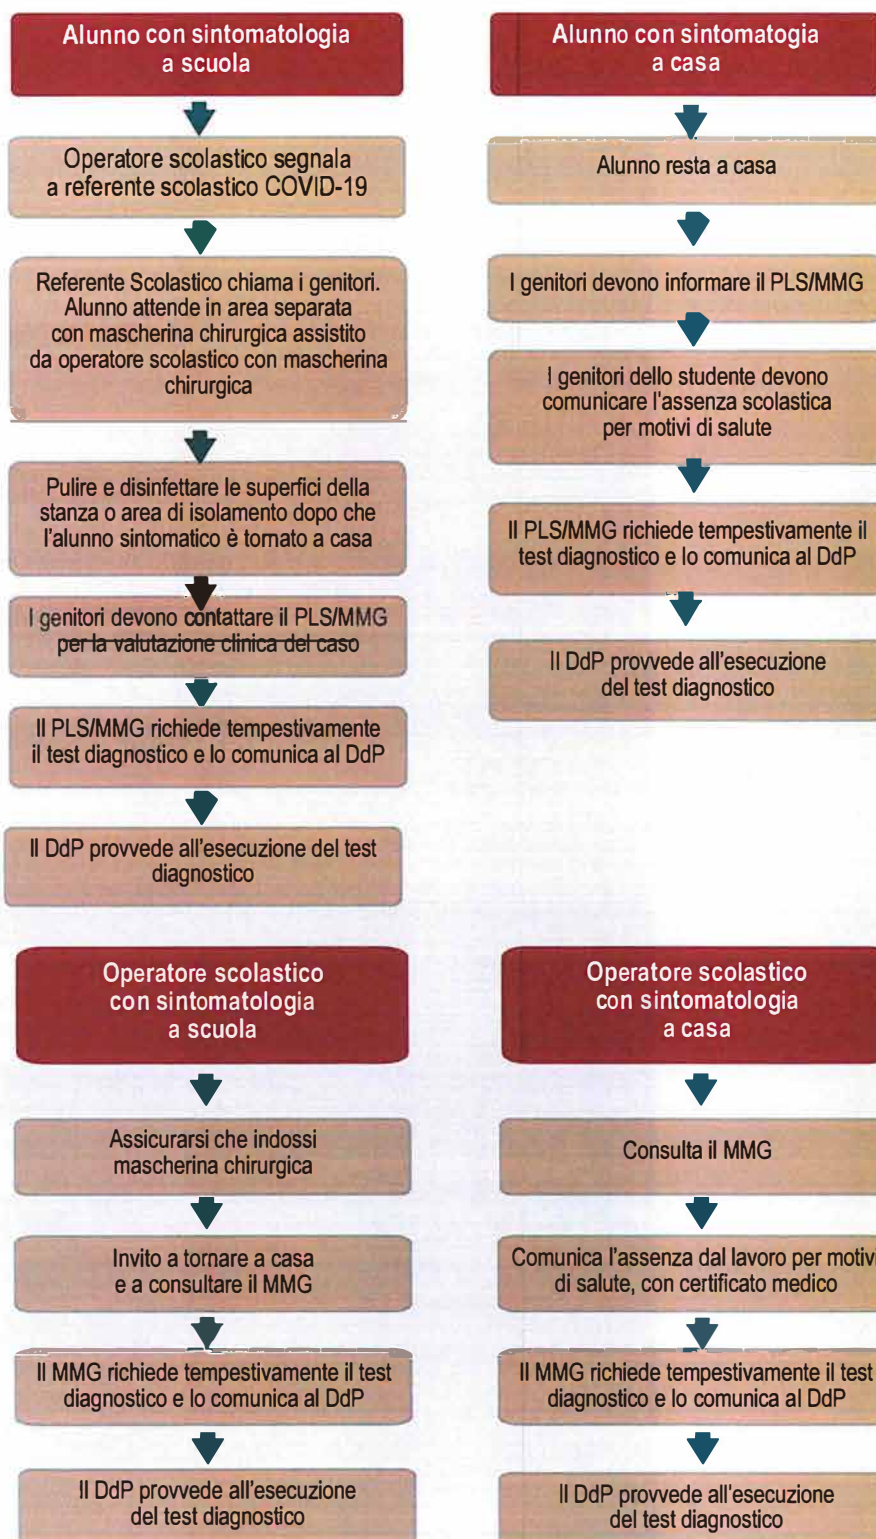 Alunno con sintomatologia
a scuola
Operatore scolastico segnala
a referente scolastico COVID-19
Referente Scolastico chiama i genitori.
Alunno attende in area separata
con mascherina chirurgica assistito
da operatore scolastico con mascherina
chirurgica
Pulire e disinfettare le superfici della
stanza o area di isolamento dopo che
l'alunno sintomatico è tornato a casa
I genitori devono contattare il PLS/MMG
per la valutazione clinica del caso
Il PLS/MMG richiede tempestivamente
il test diagnostico e lo comunica al DdP
Il DdP provvede all'esecuzione del test
diagnostico
Alunno con sintomatogia
a casa
Alunno resta a casa
I genitori devono informare il PLS/MMG
I genitori dello studente devono
comunicare l'assenza scolastica
per motivi di salute
Il PLS/MMG richiede tempestivamente il
test diagnostico e lo comunica al DdP
Il DdP provvede all'esecuzione
del test diagnostico
Operatore scolastico
con sintomatologia
a scuola
Assicurarsi che indossi
mascherina chirurgica
Invito a tornare a casa
e a consultare il MMG
Il MMG richiede tempestivamente il test
diagnostico e lo comunica al DdP
Il DdP provvede all'esecuzione
del test diagnostico
Operatore scolastico
con sintomatologia
a casa
Consulta il MMG
Comunica l'assenza dal lavoro per motivi
di salute, con certificato medico
Il MMG richiede tempestivamente il test
diagnostico e lo comunica al DdP
Il DdP provvede all'esecuzione
del test diagnostico